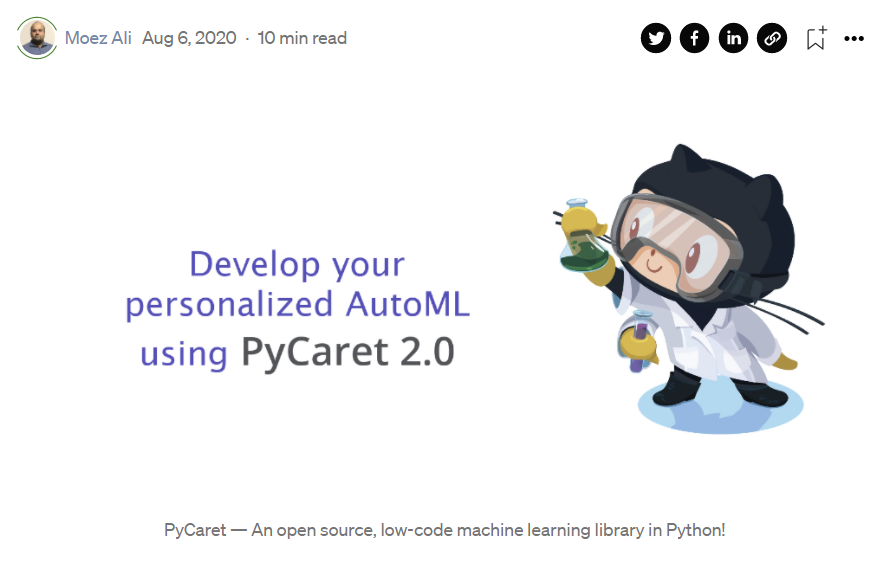 Moez Ali Aug 6, 2020 · 10 min read
Develop your
personalized AutoML
using PyCaret 2.0
PyCaret — An open source, low-code machine learning library in Python!